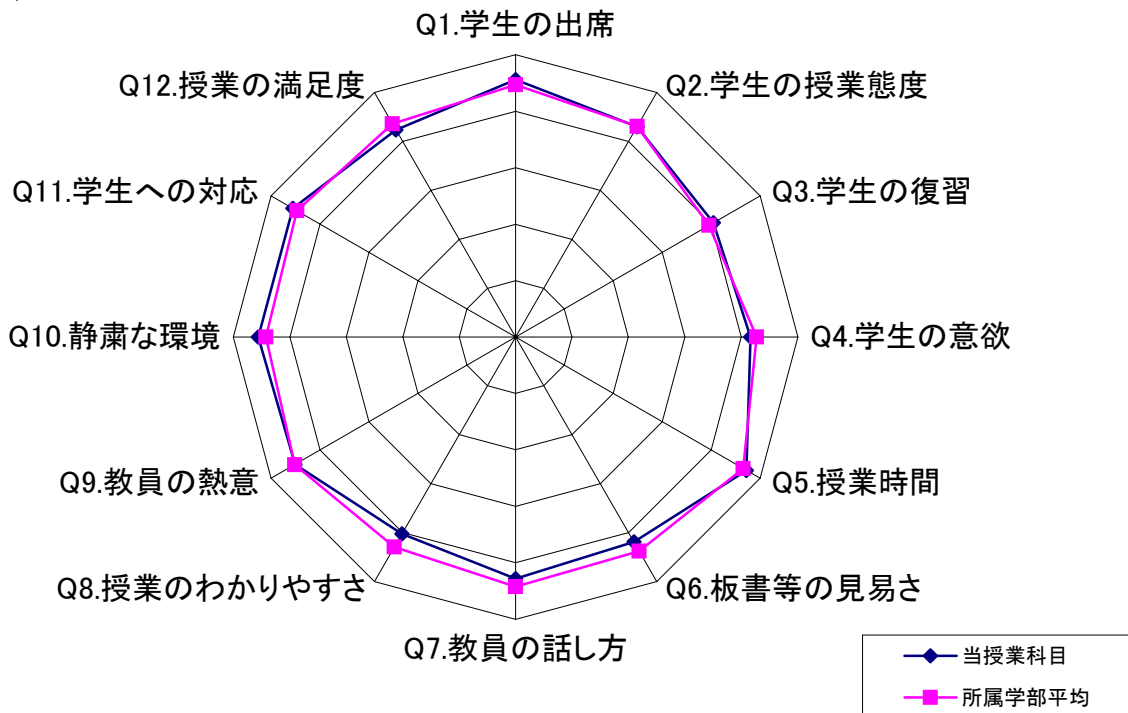 Q1.学生の出席
Q2.学生の授業態度
Q3.学生の復習
Q4.学生の意欲
Q5.授業時間
Q6.板書等の見易さ
Q7.教員の話し方
Q8.授業のわかりやすさ
Q9.教員の熱意
Q10.静粛な環境
Q11.学生への対応
Q12.授業の満足度
当授業科目
所属学部平均